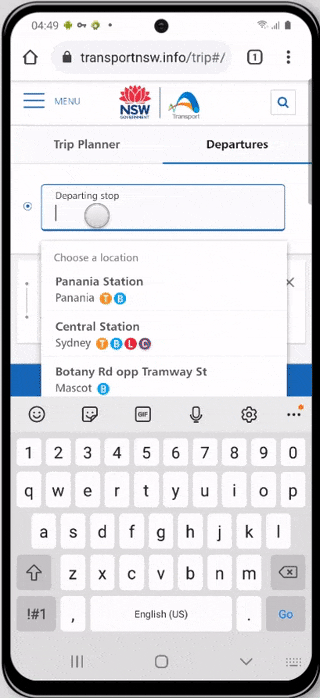 04:49
transportnsw.info/trip#/
1
MENU
NSW
GOVERNMENT
Transport
Trip Planner
Departures
Departing stop
Choose a location
Panania Station
Panania T B
Central Station
Sydney T B L C
Botany Rd opp Tramway St
Mascot B
GIF
1 2 3 4 5 6 7 8 9 0
q w e r t y u i o p
a s d f g h j k l
z x c v b n m
!#1 , English (US) . Go